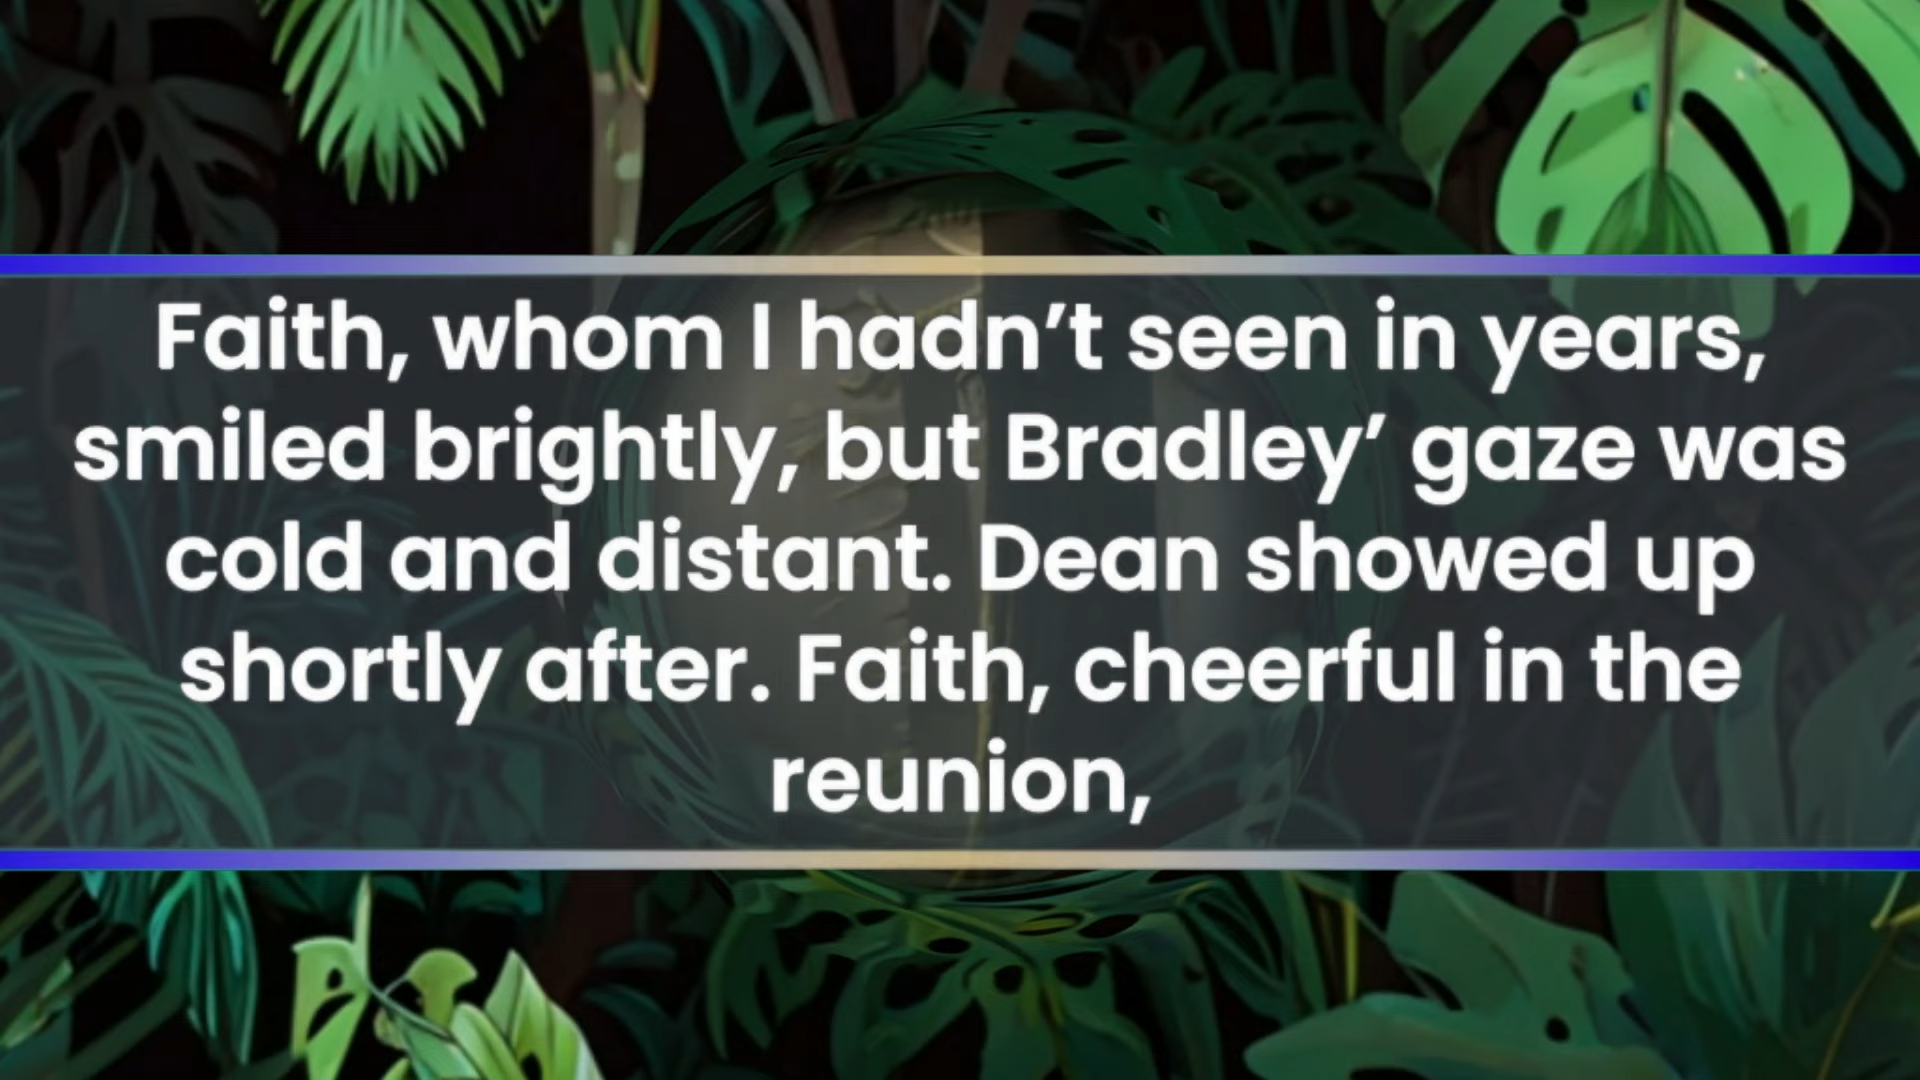 Faith, whom I hadn’t seen in years,
smiled brightly, but Bradley’ gaze was
cold and distant. Dean showed up
shortly after. Faith, cheerful in the
reunion,